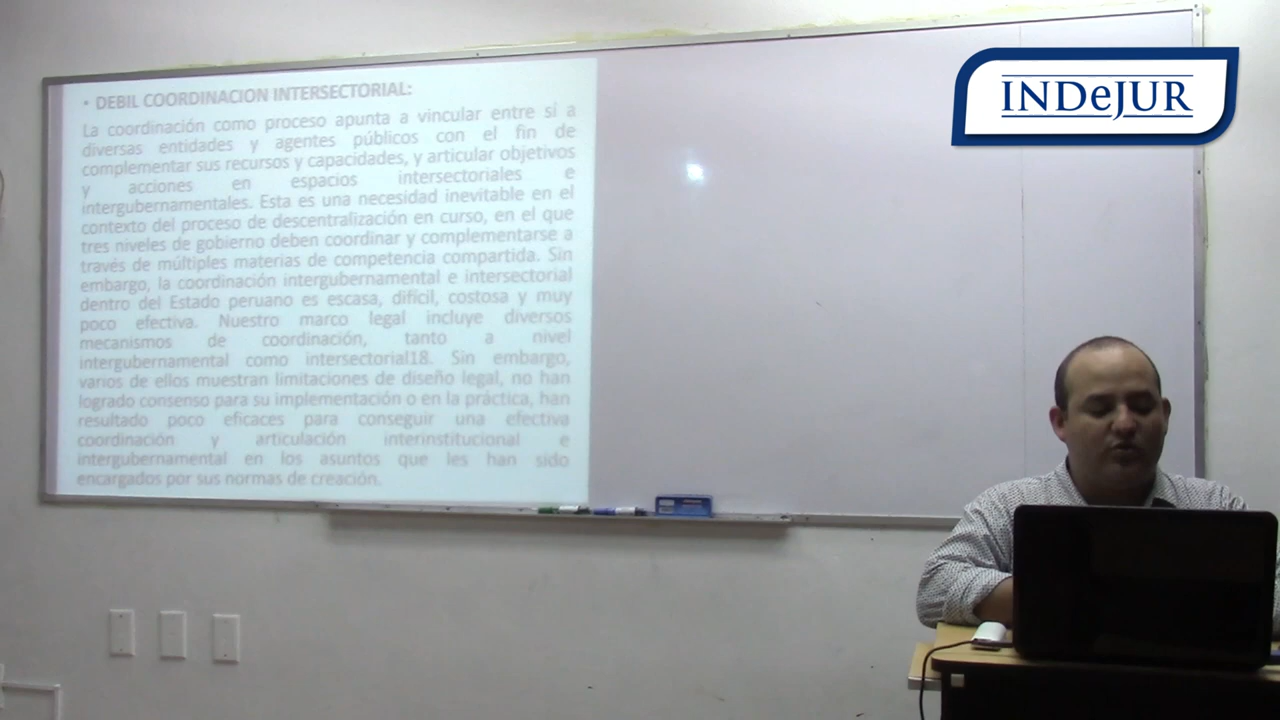 • DEBIL COORDINACION INTERSECTORIAL:
La coordinación como proceso apunta a vincular entre sí a
diversas entidades y agentes públicos con el fin de
complementar sus recursos y capacidades, y articular objetivos
y acciones en espacios intersectoriales e
intergubernamentales. Esta es una necesidad inevitable en el
contexto del proceso de descentralización en curso, en el que
tres niveles de gobierno deben coordinar y complementarse a
través de múltiples materias de competencia compartida. Sin
embargo, la coordinación intergubernamental e intersectorial
dentro del Estado peruano es escasa, difícil, costosa y muy
poco efectiva. Nuestro marco legal incluye diversos
mecanismos de coordinación, tanto a nivel
intergubernamental como intersectorial18. Sin embargo,
varios de ellos muestran limitaciones de diseño legal, no han
logrado consenso para su implementación o en la práctica, han
resultado poco eficaces para conseguir una efectiva
coordinación y articulación interinstitucional e
intergubernamental en los asuntos que les han sido
encargados por sus normas de creación.
INDeJUR